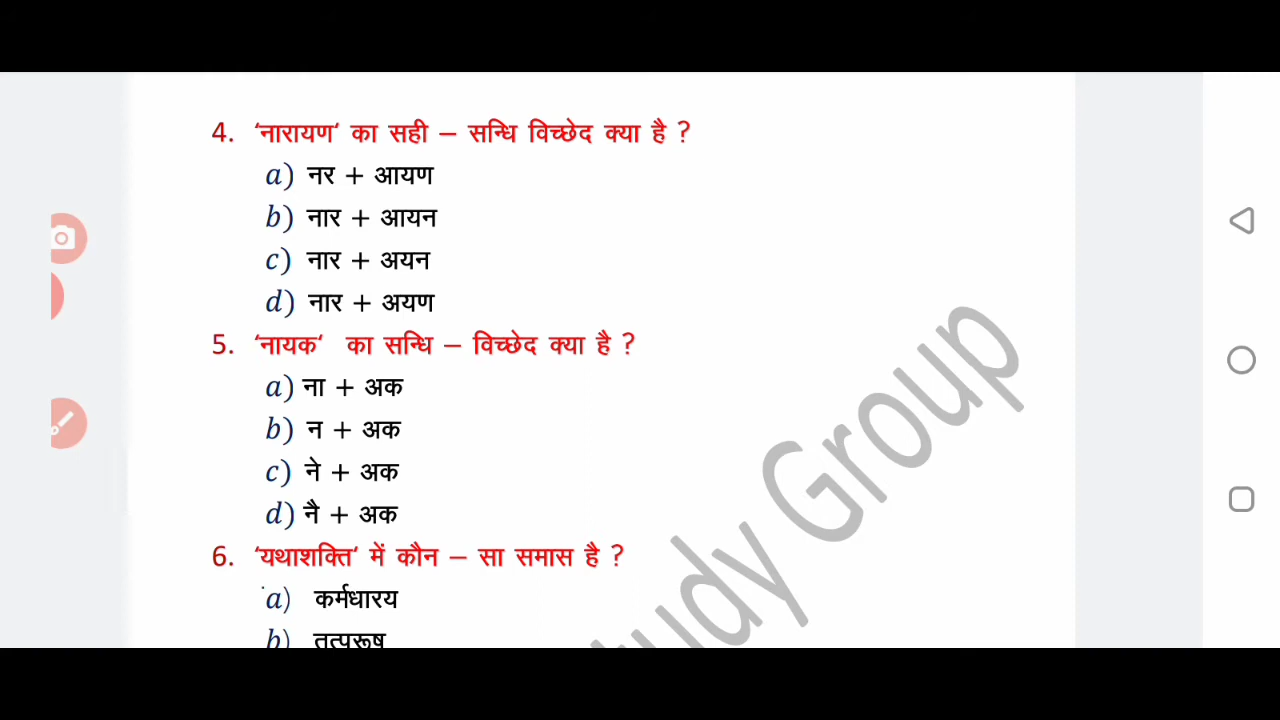 4. ‘नारायण‘ का सही – सन्धि विच्छेद क्या है ?
a) नर + आयण
b) नार + आयन
c) नार + अयन
d) नार + अयण
5. ‘नायक‘ का सन्धि – विच्छेद क्या है ?
a) ना + अक
b) न + अक
c) ने + अक
d) नै + अक
6. ‘यथाशक्ति‘ में कौन – सा समास है ?
a) कर्मधारय
b) तत्परूष
Group